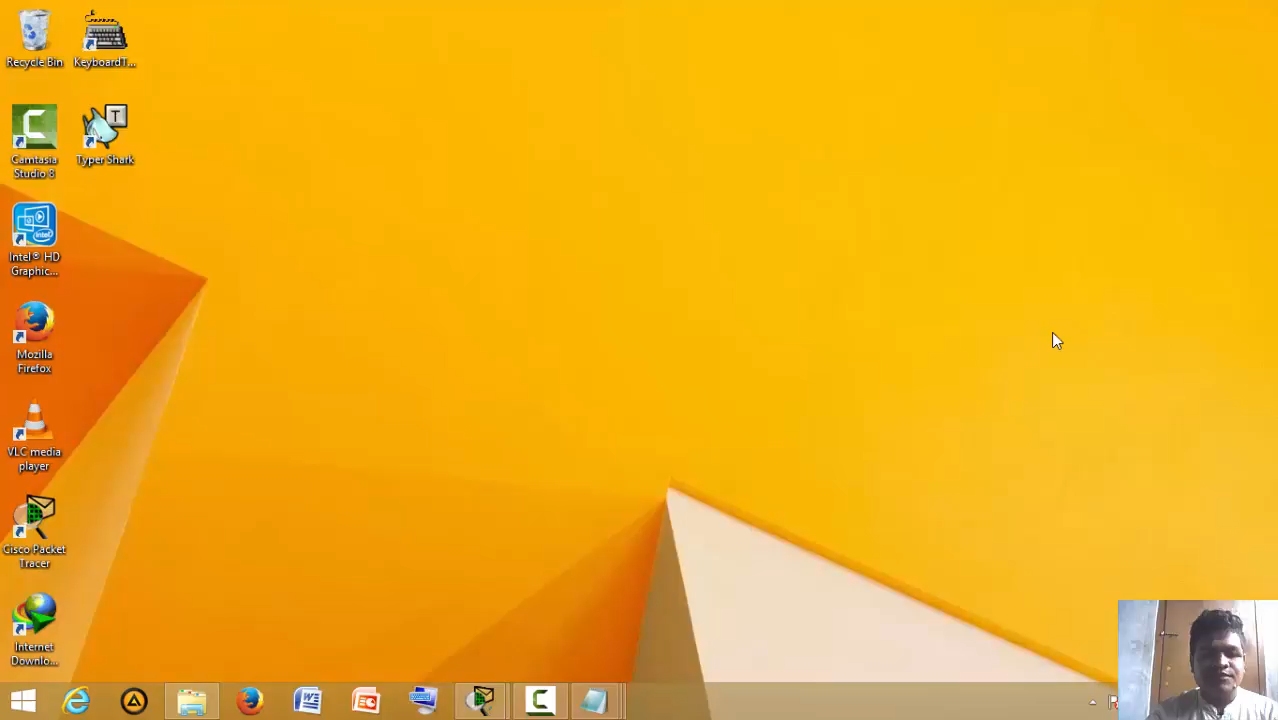 Recycle Bin
KeyboardT...
Camtasia
Studio 8
T
Typer Shark
intel
Intel® HD
Graphic...
Mozilla
Firefox
VLC media
player
Cisco Packet
Tracer
Internet
Downlo...